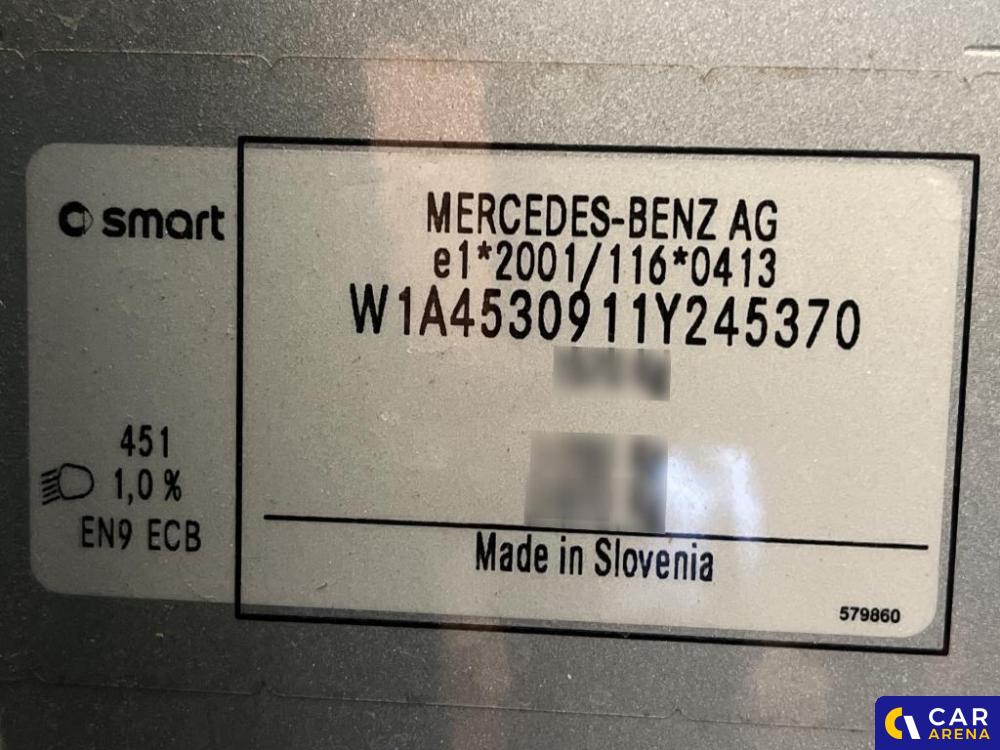 smart
MERCEDES-BENZ AG
e1*2001/116*0413
W1A4530911Y245370
451
1,0 %
EN9 ECB
Made in Slovenia
579860
CAR
ARENA